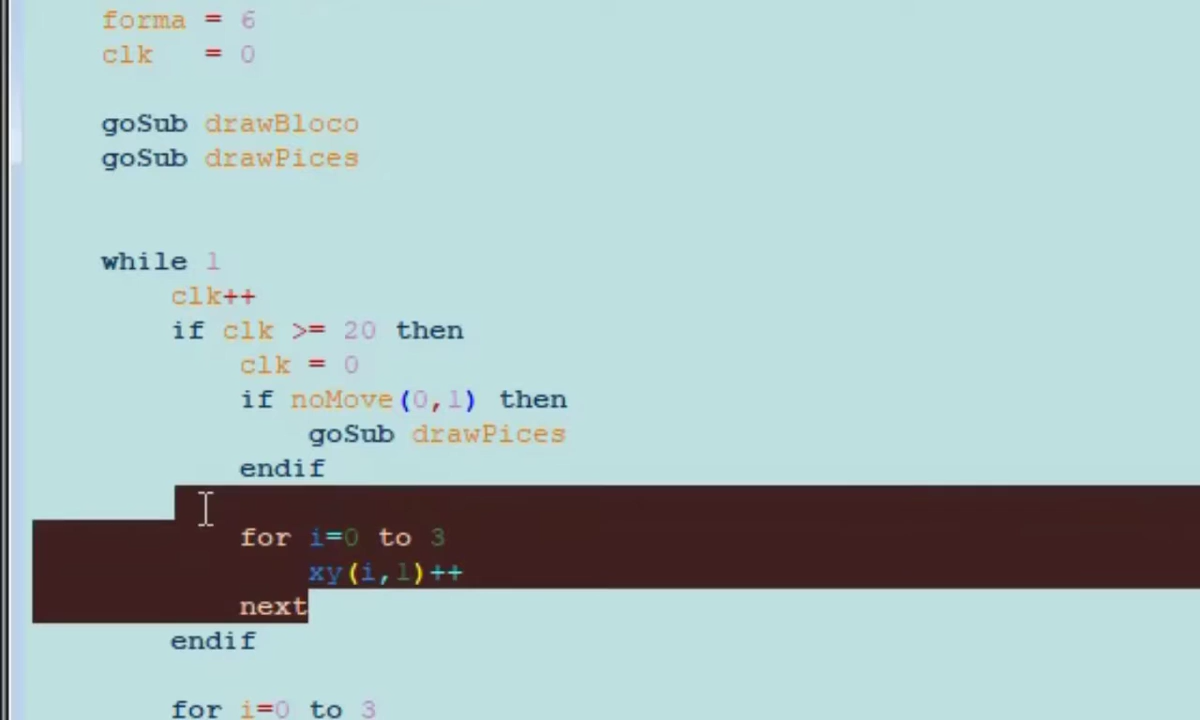 forma = 6
clk = 0
goSub drawBloco
goSub drawPices
while 1
clk++
if clk >= 20 then
clk = 0
if noMove(0,1) then
goSub drawPices
endif
for i=0 to 3
xy(i,1)++
next
endif
for i=0 to 3